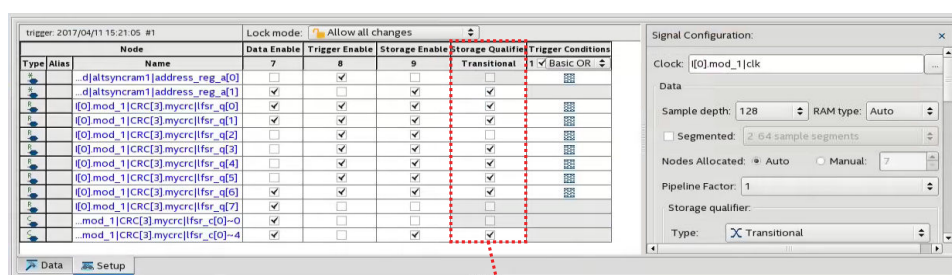 trigger: 2017/04/11 15:21:05 #1 Lock mode: Allow all changes
Node Data Enable Trigger Enable Storage Enable Storage Qualifie Trigger Conditions
Type Alias Name 7 8 9 Transitional 1 Basic OR
...d|altsyncram1|address_reg_a[0]
...d|altsyncram1|address_reg_a[1]
I[0].mod_1|CRC[3].mycrc|lfsr_q[0]
I[0].mod_1|CRC[3].mycrc|lfsr_q[1]
I[0].mod_1|CRC[3].mycrc|lfsr_q[2]
I[0].mod_1|CRC[3].mycrc|lfsr_q[3]
I[0].mod_1|CRC[3].mycrc|lfsr_q[4]
I[0].mod_1|CRC[3].mycrc|lfsr_q[5]
I[0].mod_1|CRC[3].mycrc|lfsr_q[6]
I[0].mod_1|CRC[3].mycrc|lfsr_q[7]
...mod_1|CRC[3].mycrc|lfsr_c[0]~0
...mod_1|CRC[3].mycrc|lfsr_c[0]~4
Data Setup
Signal Configuration: x
Clock: I[0].mod_1|clk ...
Data
Sample depth: 128 RAM type: Auto
Segmented: 2 64 sample segments
Nodes Allocated: Auto Manual: 7
Pipeline Factor: 1
Storage qualifier:
Type: Transitional